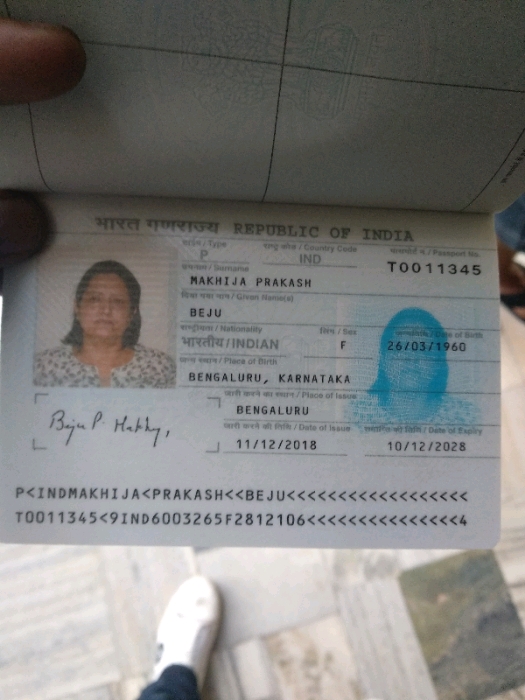 भारत गणराज्य REPUBLIC OF INDIA
टाइप / Type राष्ट्र कोड / Country Code पासपोर्ट नं. / Passport No.
P IND T0011345
उपनाम / Surname
MAKHIJA PRAKASH
दिया गया नाम / Given Name(s)
BEJU
राष्ट्रीयता / Nationality लिंग / Sex जन्मतिथि / Date of Birth
भारतीय / INDIAN F 26/03/1960
जन्म स्थान / Place of Birth
BENGALURU, KARNATAKA
जारी करने का स्थान / Place of Issue
BENGALURU
जारी करने की तिथि / Date of Issue समाप्ति की तिथि / Date of Expiry
11/12/2018 10/12/2028
Beju P.
P<INDMAKHIJA<PRAKASH<<BEJU<<<<<<<<<<<<<<<<<<
T0011345<9IND6003265F2812106<<<<<<<<<<<<<<<4